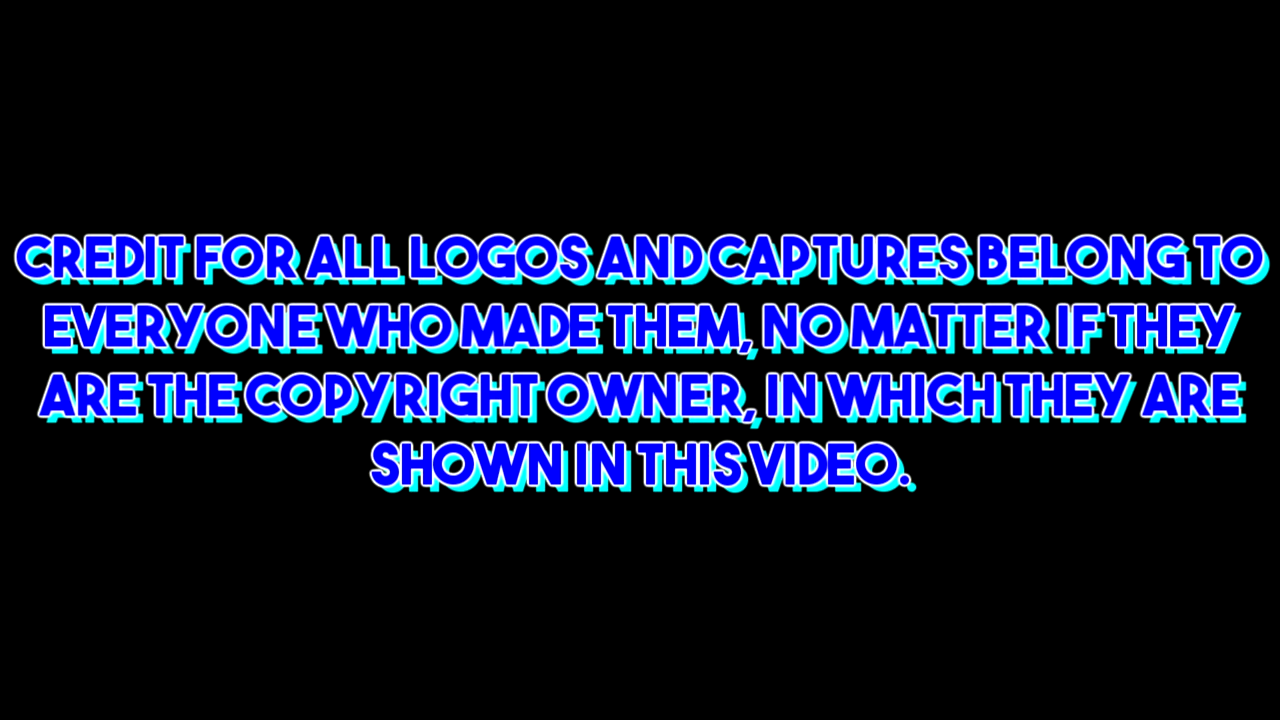 CREDIT FOR ALL LOGOS AND CAPTURES BELONG TO
EVERYONE WHO MADE THEM, NO MATTER IF THEY
ARE THE COPYRIGHT OWNER, IN WHICH THEY ARE
SHOWN IN THIS VIDEO.